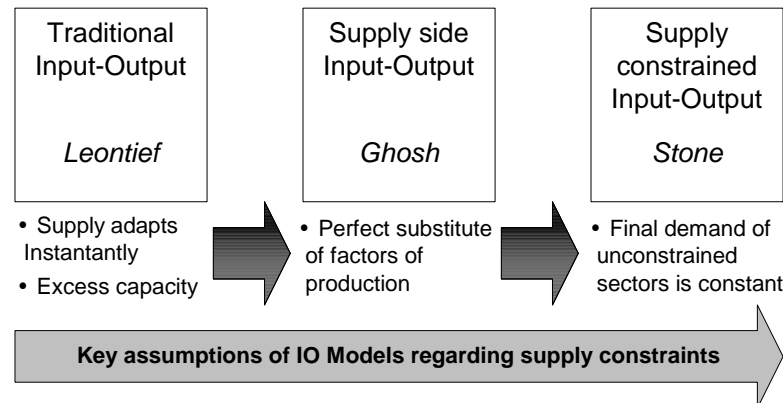 Traditional
Input-Output
Leontief
Supply side
Input-Output
Ghosh
Supply
constrained
Input-Output
Stone
• Supply adapts
Instantly
• Excess capacity
• Perfect substitute
of factors of
production
• Final demand of
unconstrained
sectors is constant
Key assumptions of IO Models regarding supply constraints